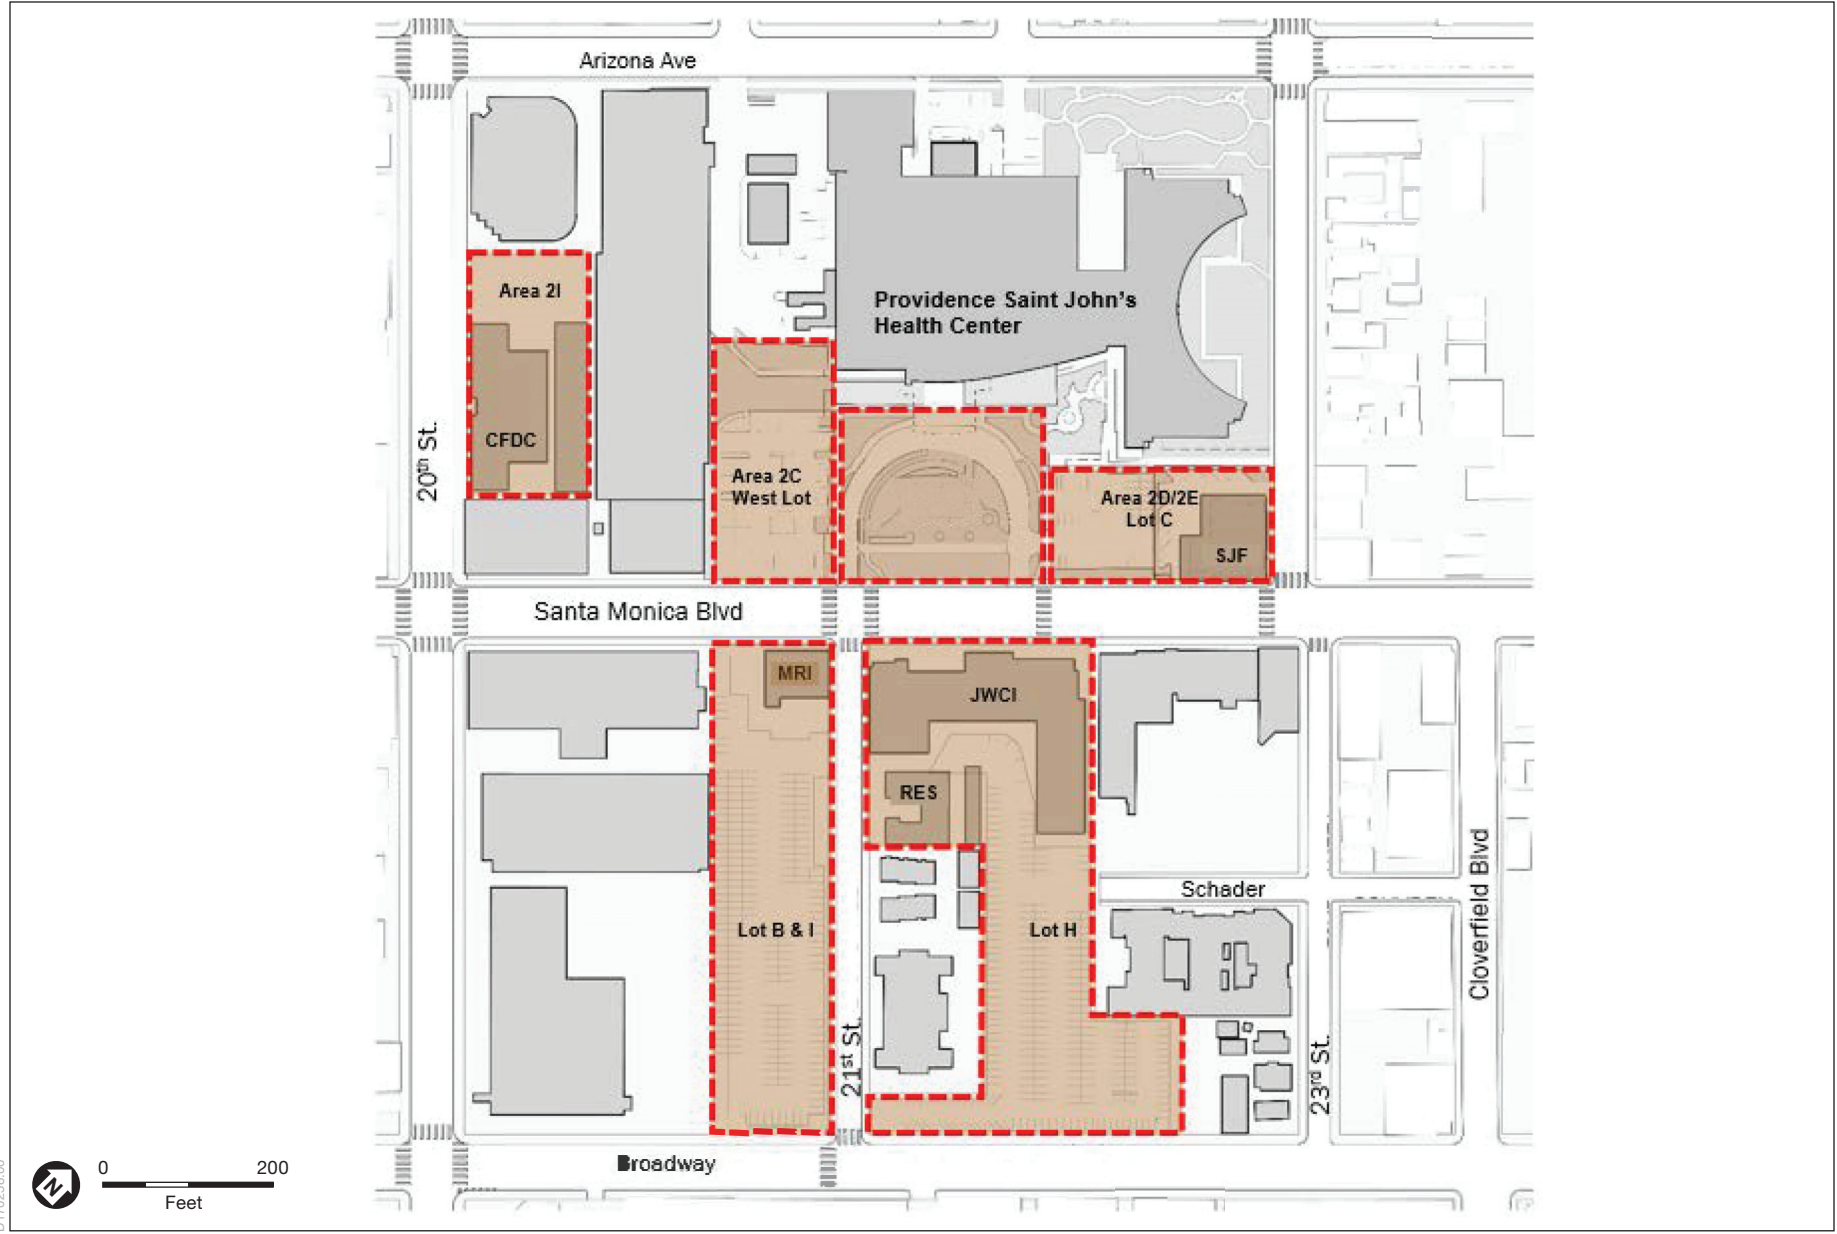 Arizona Ave
Area 2I
Providence Saint John's
Health Center
CFDC
20th St.
Area 2C
West Lot
Area 2D/2E
Lot C
SJF
Santa Monica Blvd
MRI
JWCI
RES
Schader
Cloverfield Blvd
Lot B & I
Lot H
21st St.
23rd St.
Broadway
N
0 200
Feet